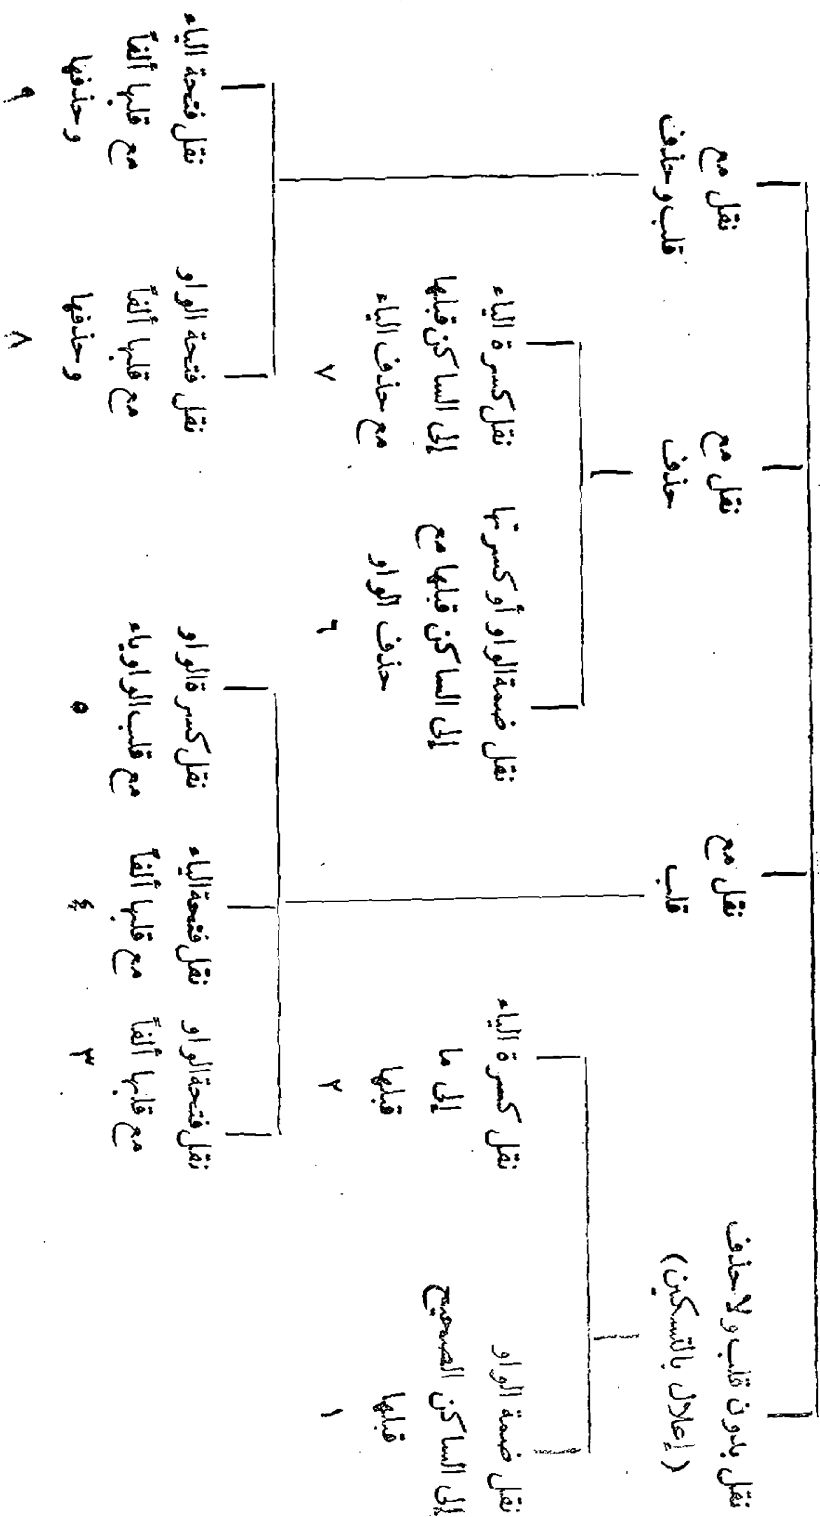 نقل بدون قلب ولا حذف
(إعلال بالتسكين)
نقل مع
قلب
نقل مع
حذف
نقل مع
قلب وحذف
نقل ضمة الواو
إلى الساكن الصحيح
قبلها
١
نقل كسرة الياء
إلى ما
قبلها
٢
نقل فتحة الواو
مع قلبها ألفاً
٣
نقل فتحة الياء
مع قلبها ألفاً
٤
نقل كسرة الواو
مع قلب الواو ياء
٥
نقل ضمة الواو أو كسرتها
إلى الساكن قبلها مع
حذف الواو
٦
نقل كسرة الياء
إلى الساكن قبلها
مع حذف الياء
٧
نقل فتحة الواو
مع قلبها ألفاً
وحذفها
٨
نقل فتحة الياء
مع قلبها ألفاً
وحذفها
٩